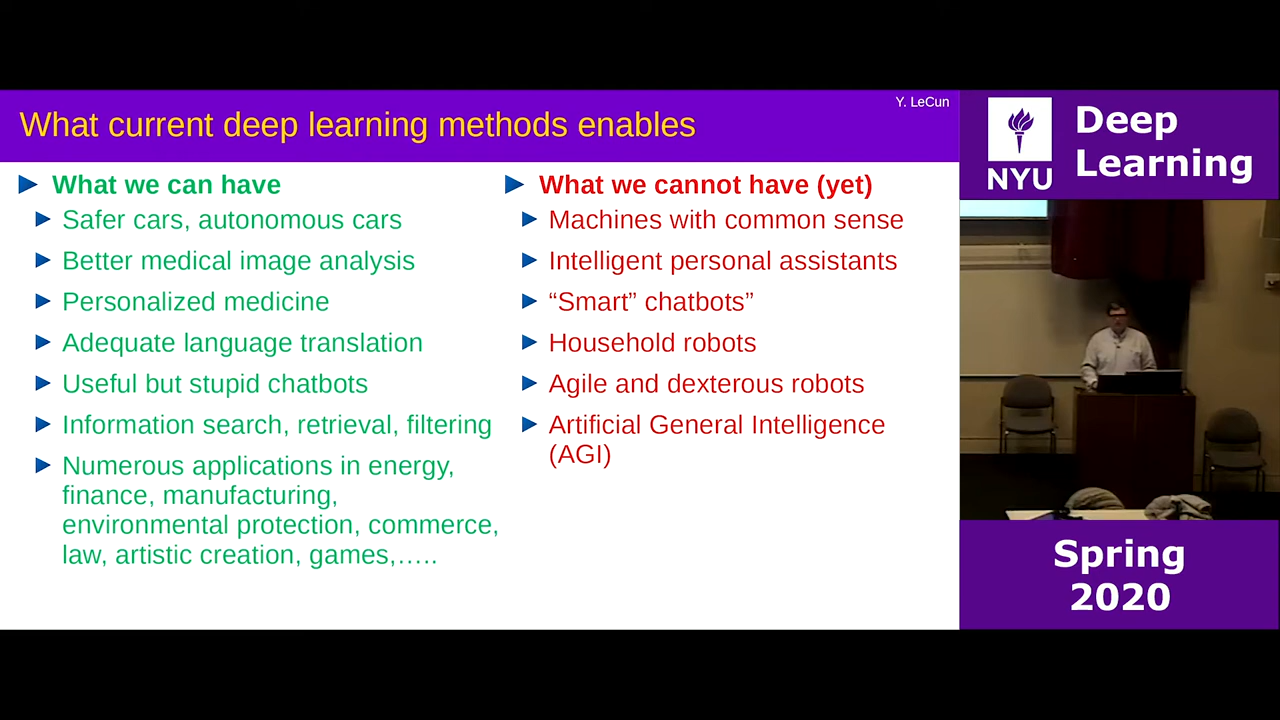 Y. LeCun
What current deep learning methods enables
What we can have
Safer cars, autonomous cars
Better medical image analysis
Personalized medicine
Adequate language translation
Useful but stupid chatbots
Information search, retrieval, filtering
Numerous applications in energy,
finance, manufacturing,
environmental protection, commerce,
law, artistic creation, games,…..
What we cannot have (yet)
Machines with common sense
Intelligent personal assistants
“Smart” chatbots”
Household robots
Agile and dexterous robots
Artificial General Intelligence
(AGI)
NYU
Deep
Learning
Spring
2020